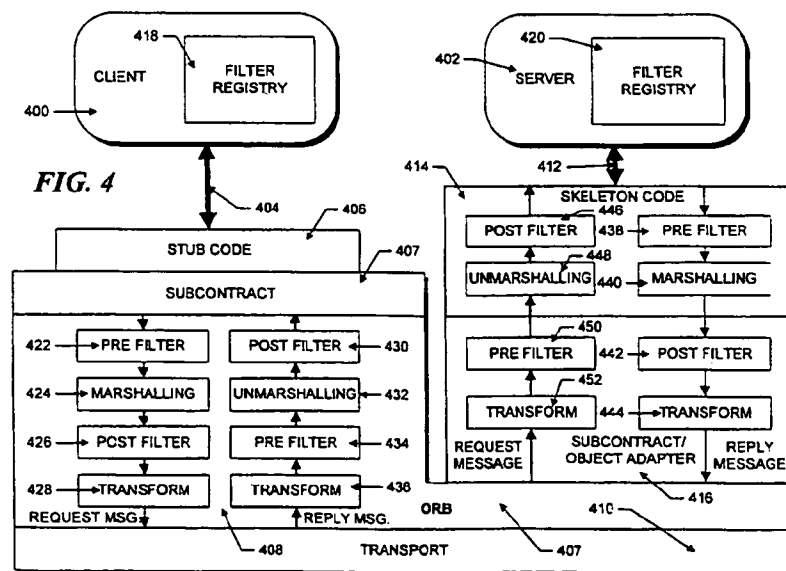 418
CLIENT
FILTER
REGISTRY
400
420
402
SERVER
FILTER
REGISTRY
FIG. 4
404
406
STUB CODE
407
SUBCONTRACT
412
414
SKELETON CODE
446
POST FILTER
438
PRE FILTER
448
UNMARSHALLING
440
MARSHALLING
422
PRE FILTER
POST FILTER
430
424
MARSHALLING
UNMARSHALLING
432
426
POST FILTER
PRE FILTER
434
428
TRANSFORM
TRANSFORM
436
REQUEST MSG.
408
REPLY MSG.
450
PRE FILTER
442
POST FILTER
452
TRANSFORM
444
TRANSFORM
REQUEST
MESSAGE
SUBCONTRACT/
OBJECT ADAPTER
REPLY
MESSAGE
416
ORB
407
410
TRANSPORT